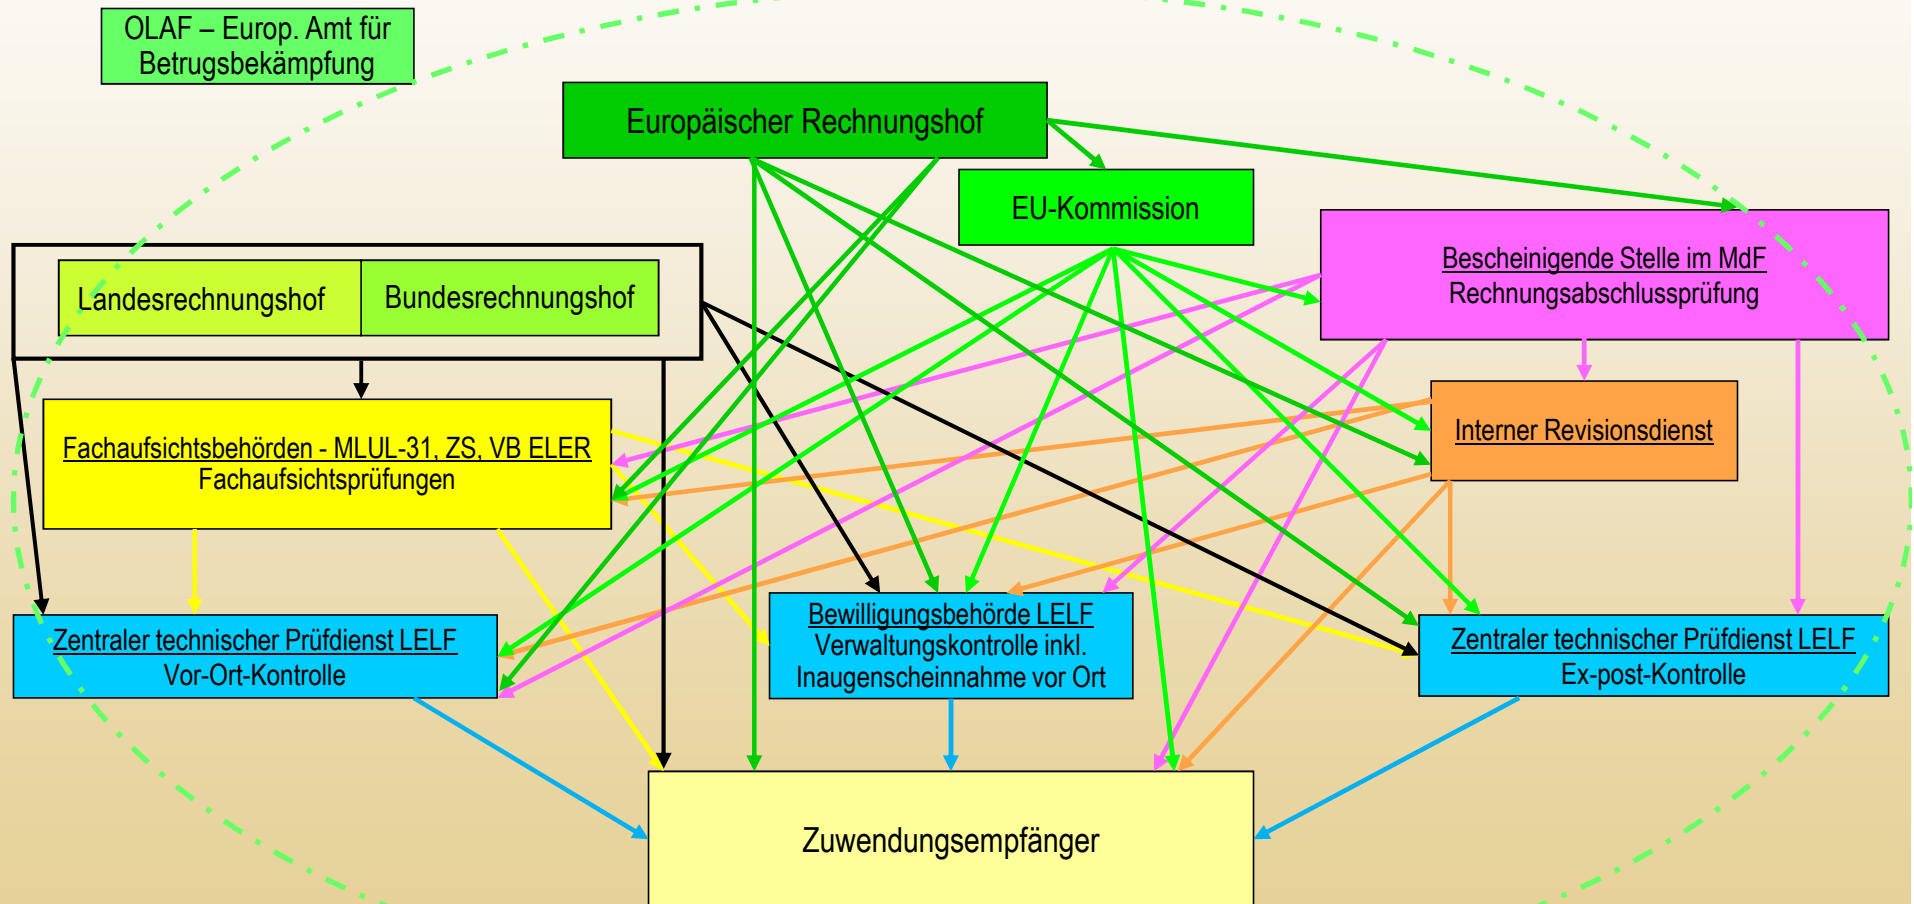 OLAF – Europ. Amt für
Betrugsbekämpfung
Europäischer Rechnungshof
EU-Kommission
Bescheinigende Stelle im MdF
Rechnungsabschlussprüfung
Landesrechnungshof
Bundesrechnungshof
Fachaufsichtsbehörden - MLUL-31, ZS, VB ELER
Fachaufsichtsprüfungen
Interner Revisionsdienst
Zentraler technischer Prüfdienst LELF
Vor-Ort-Kontrolle
Bewilligungsbehörde LELF
Verwaltungskontrolle inkl.
Inaugenscheinnahme vor Ort
Zentraler technischer Prüfdienst LELF
Ex-post-Kontrolle
Zuwendungsempfänger